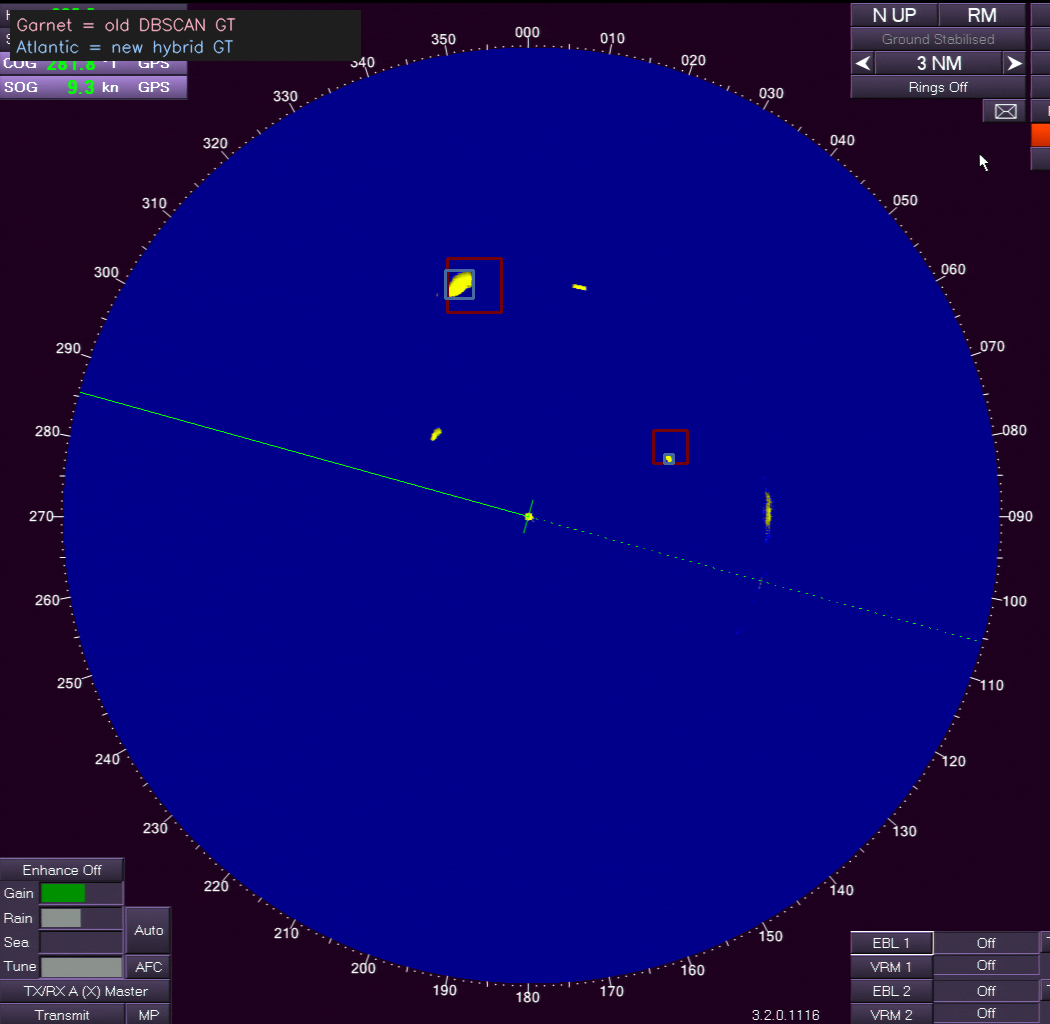 Garnet = old DBSCAN GT
Atlantic = new hybrid GT
COG 281.8 °T GPS
SOG 9.3 kn GPS
N UP RM
Ground Stabilised
3 NM
Rings Off
000
010
020
030
040
050
060
070
080
090
100
110
120
130
140
150
160
170
180
190
200
210
220
230
240
250
260
270
280
290
300
310
320
330
340
350
Enhance Off
Gain
Rain
Sea
Tune
Auto
AFC
TX/RX A (X) Master
Transmit MP
EBL 1 Off
VRM 1 Off
EBL 2 Off
VRM 2 Off
3.2.0.1116